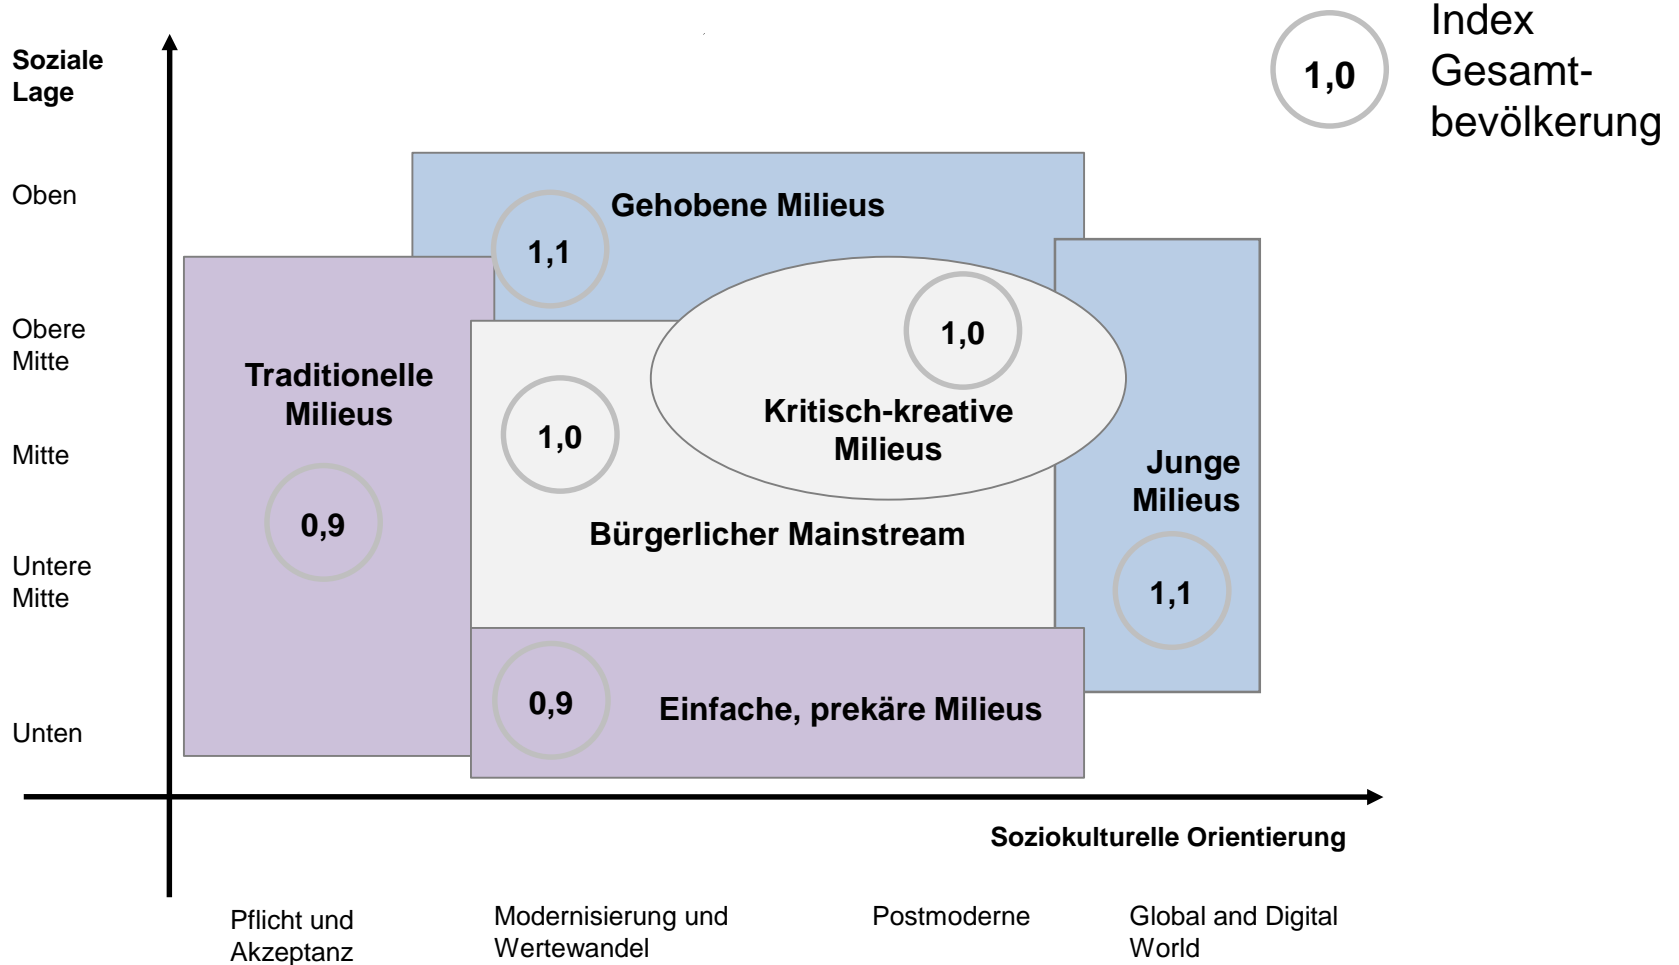 Index
Gesamt-
bevölkerung
1,0
Soziale
Lage
Oben
Gehobene Milieus
1,1
Obere
Mitte
1,0
Traditionelle
Milieus
Kritisch-kreative
Milieus
1,0
Mitte
Junge
Milieus
0,9
Bürgerlicher Mainstream
Untere
Mitte
1,1
0,9
Einfache, prekäre Milieus
Unten
Soziokulturelle Orientierung
Pflicht und
Akzeptanz
Modernisierung und
Wertewandel
Postmoderne
Global and Digital
World